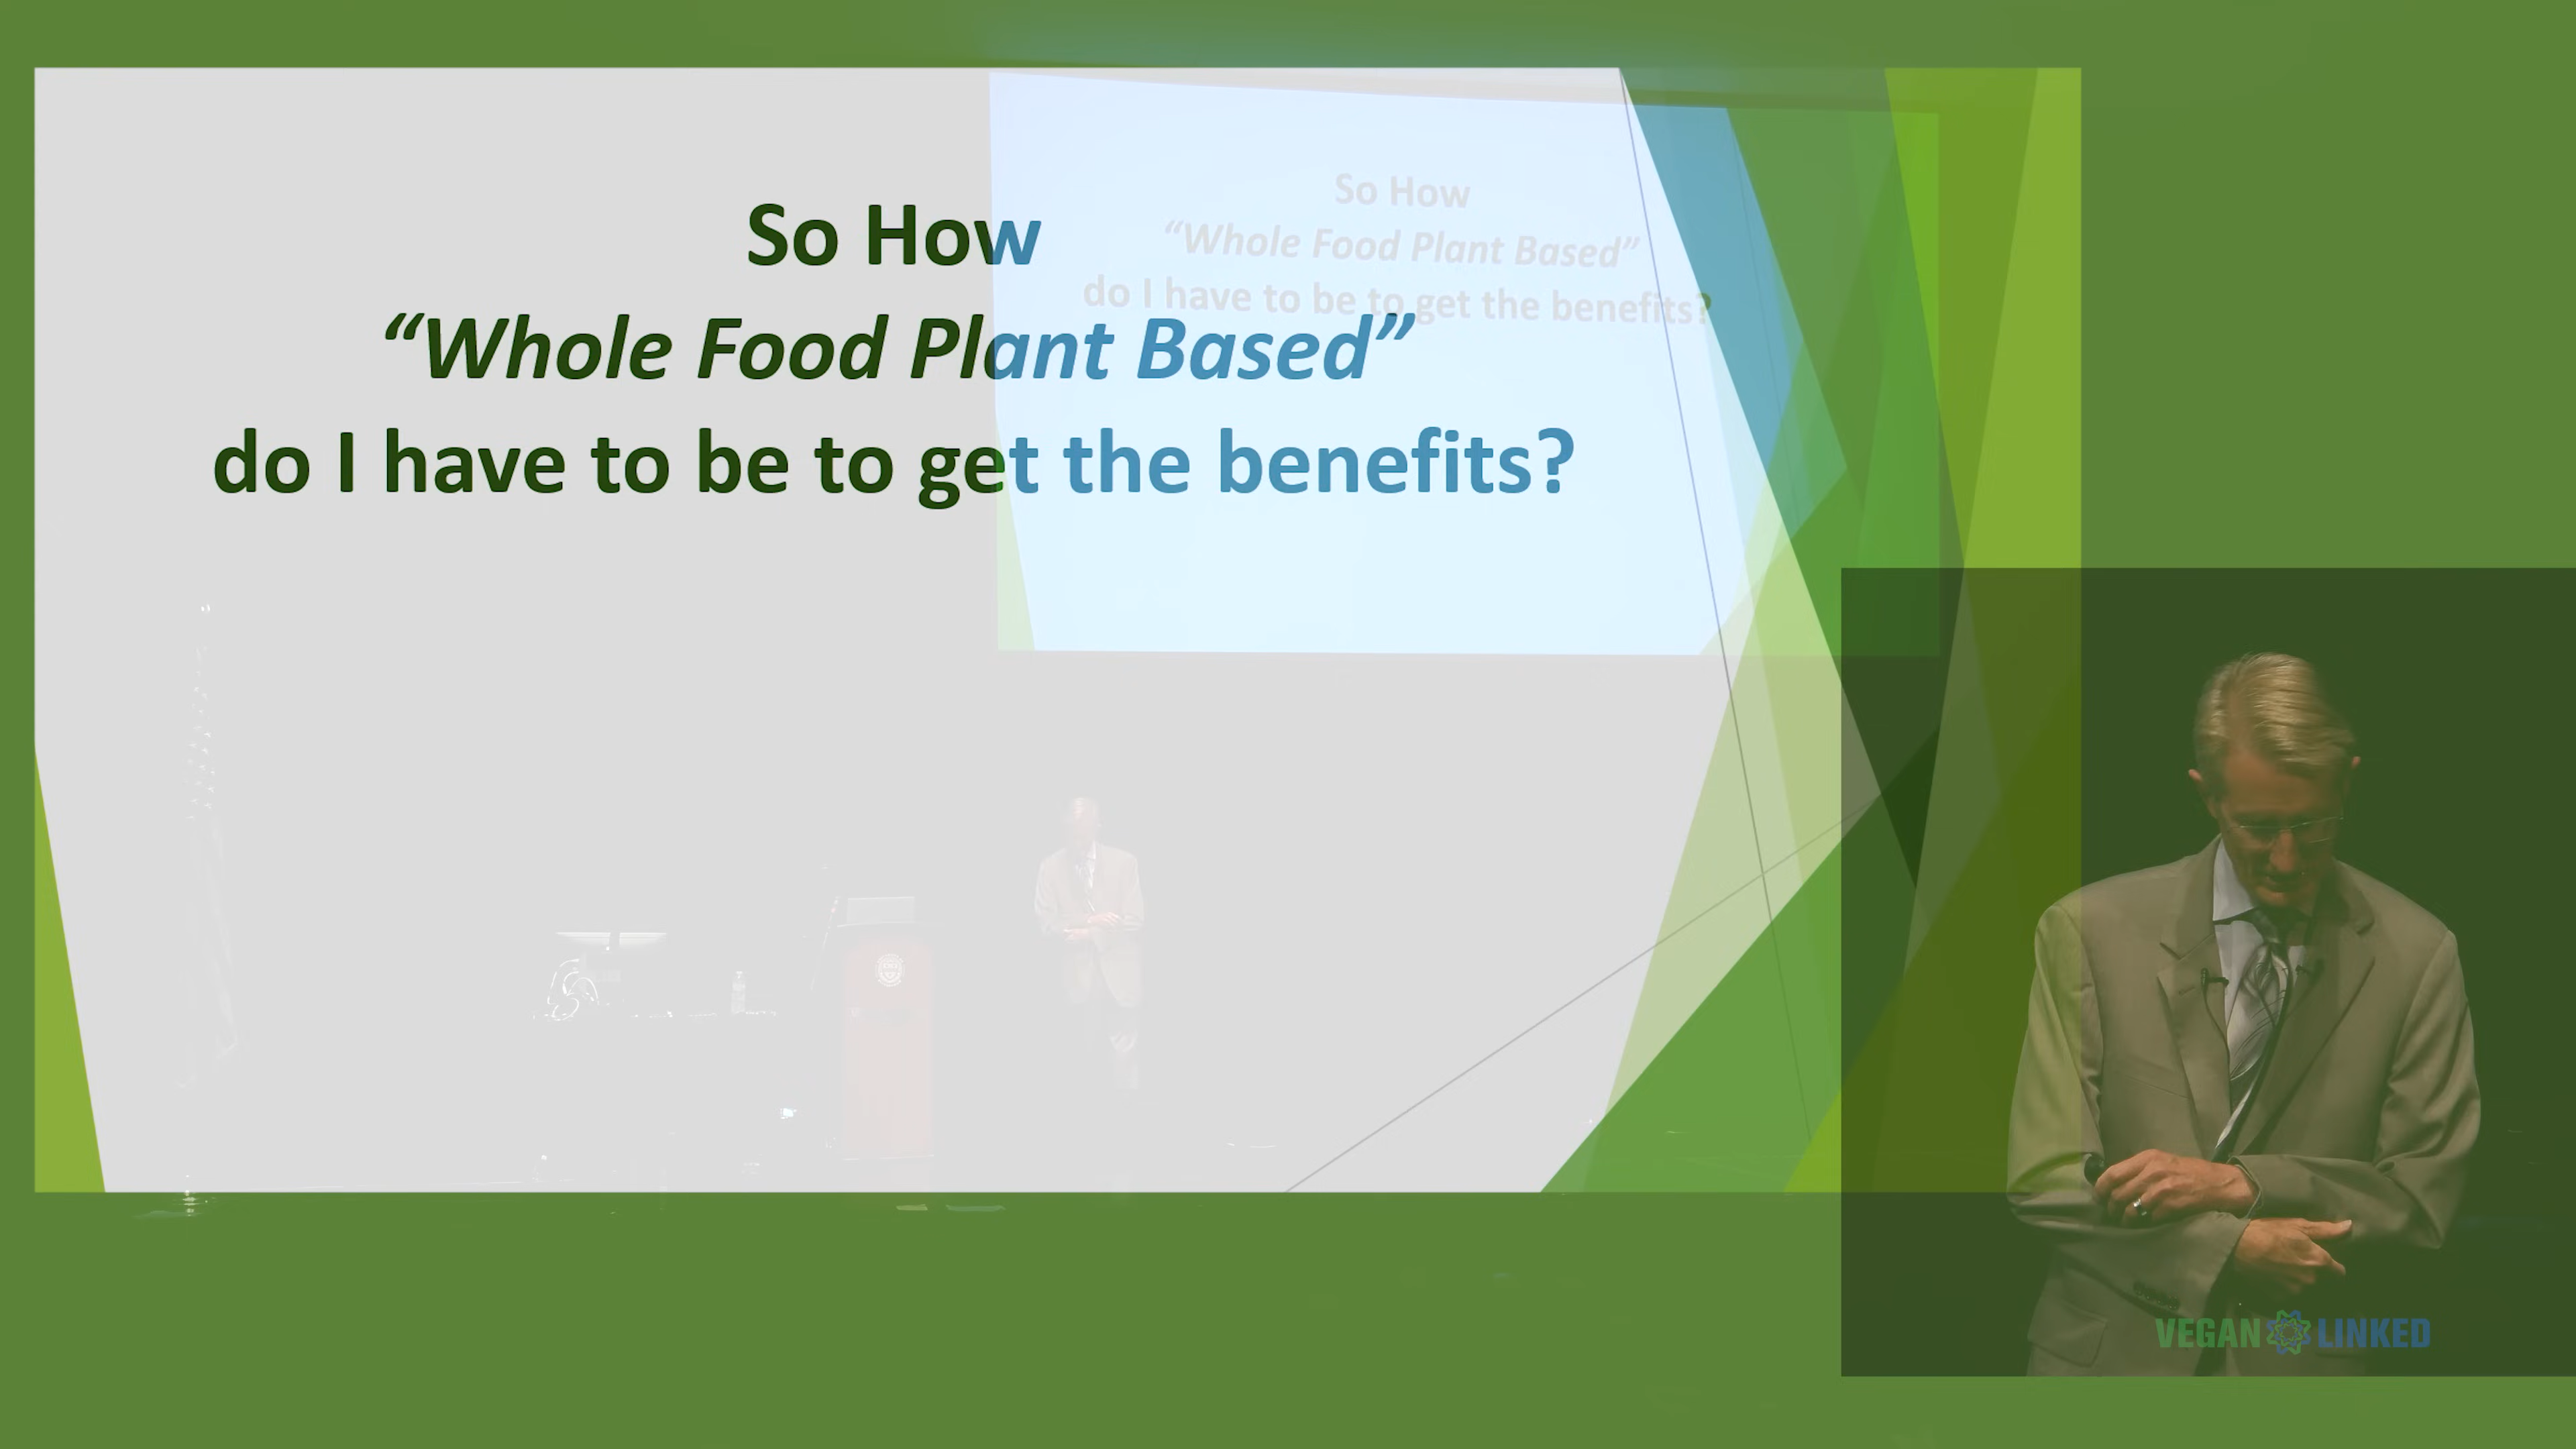 So How
“Whole Food Plant Based”
do I have to be to get the benefits?
So How
“Whole Food Plant Based”
do I have to be to get the benefits?
VEGAN LINKED